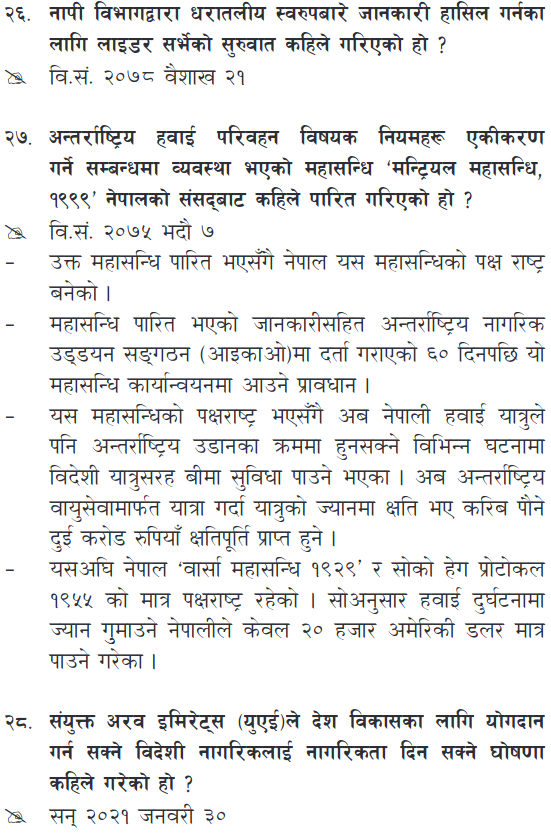 २६. नापी विभागद्वारा धरातलीय स्वरुपबारे जानकारी हासिल गर्नका
लागि लाइडर सर्भेको सुरुवात कहिले गरिएको हो ?
वि.सं. २०७८ वैशाख २१
२७. अन्तर्राष्ट्रिय हवाई परिवहन विषयक नियमहरू एकीकरण
गर्ने सम्बन्धमा व्यवस्था भएको महासन्धि ‘मन्ट्रियल महासन्धि,
१९९९’ नेपालको संसद्बाट कहिले पारित गरिएको हो ?
वि.सं. २०७५ भदौ ७
– उक्त महासन्धि पारित भएसँगै नेपाल यस महासन्धिको पक्ष राष्ट्र
बनेको ।
– महासन्धि पारित भएको जानकारीसहित अन्तर्राष्ट्रिय नागरिक
उड्डयन सङ्गठन (आइकाओ)मा दर्ता गराएको ६० दिनपछि यो
महासन्धि कार्यान्वयनमा आउने प्रावधान ।
– यस महासन्धिको पक्षराष्ट्र भएसँगै अब नेपाली हवाई यात्रुले
पनि अन्तर्राष्ट्रिय उडानका क्रममा हुनसक्ने विभिन्न घटनामा
विदेशी यात्रुसरह बीमा सुविधा पाउने भएका । अब अन्तर्राष्ट्रिय
वायुसेवामार्फत यात्रा गर्दा यात्रुको ज्यानमा क्षति भए करिब पौने
दुई करोड रुपियाँ क्षतिपूर्ति प्राप्त हुने ।
– यसअघि नेपाल ‘वार्सा महासन्धि १९२९’ र सोको हेग प्रोटोकल
१९५५ को मात्र पक्षराष्ट्र रहेको । सोअनुसार हवाई दुर्घटनामा
ज्यान गुमाउने नेपालीले केवल २० हजार अमेरिकी डलर मात्र
पाउने गरेका ।
२८. संयुक्त अरव इमिरेट्स (युएई)ले देश विकासका लागि योगदान
गर्न सक्ने विदेशी नागरिकलाई नागरिकता दिन सक्ने घोषणा
कहिले गरेको हो ?
सन् २०२१ जनवरी ३०